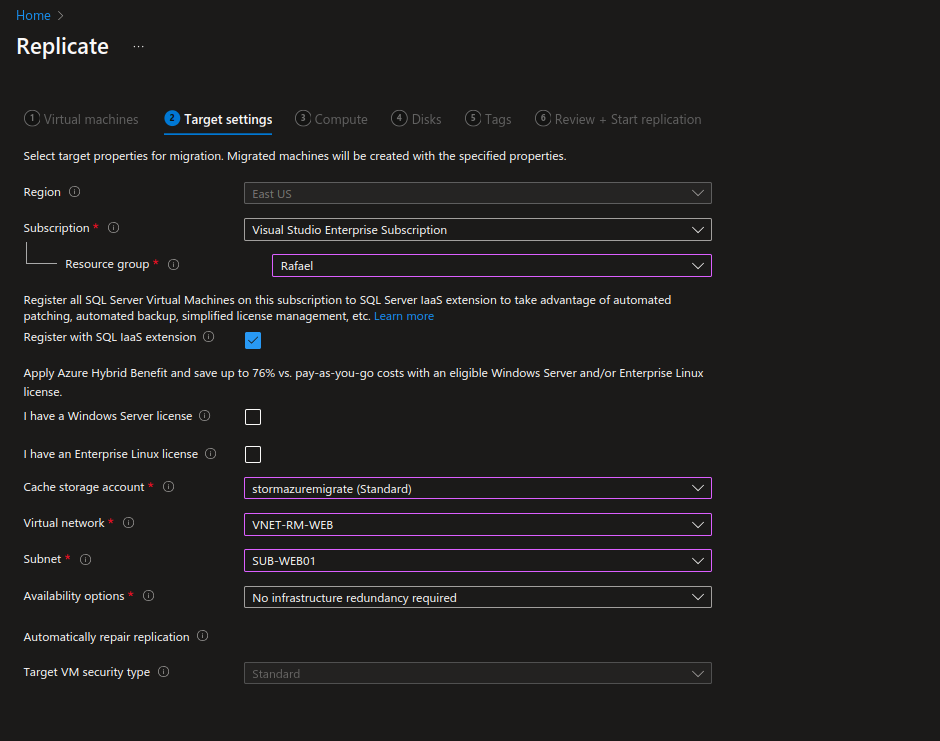 Home >
Replicate ...
1 Virtual machines 2 Target settings 3 Compute 4 Disks 5 Tags 6 Review + Start replication
Select target properties for migration. Migrated machines will be created with the specified properties.
Region East US
Subscription * Visual Studio Enterprise Subscription
Resource group * Rafael
Register all SQL Server Virtual Machines on this subscription to SQL Server IaaS extension to take advantage of automated
patching, automated backup, simplified license management, etc. Learn more
Register with SQL IaaS extension
Apply Azure Hybrid Benefit and save up to 76% vs. pay-as-you-go costs with an eligible Windows Server and/or Enterprise Linux
license.
I have a Windows Server license
I have an Enterprise Linux license
Cache storage account * stormazuremigrate (Standard)
Virtual network * VNET-RM-WEB
Subnet * SUB-WEB01
Availability options * No infrastructure redundancy required
Automatically repair replication
Target VM security type Standard